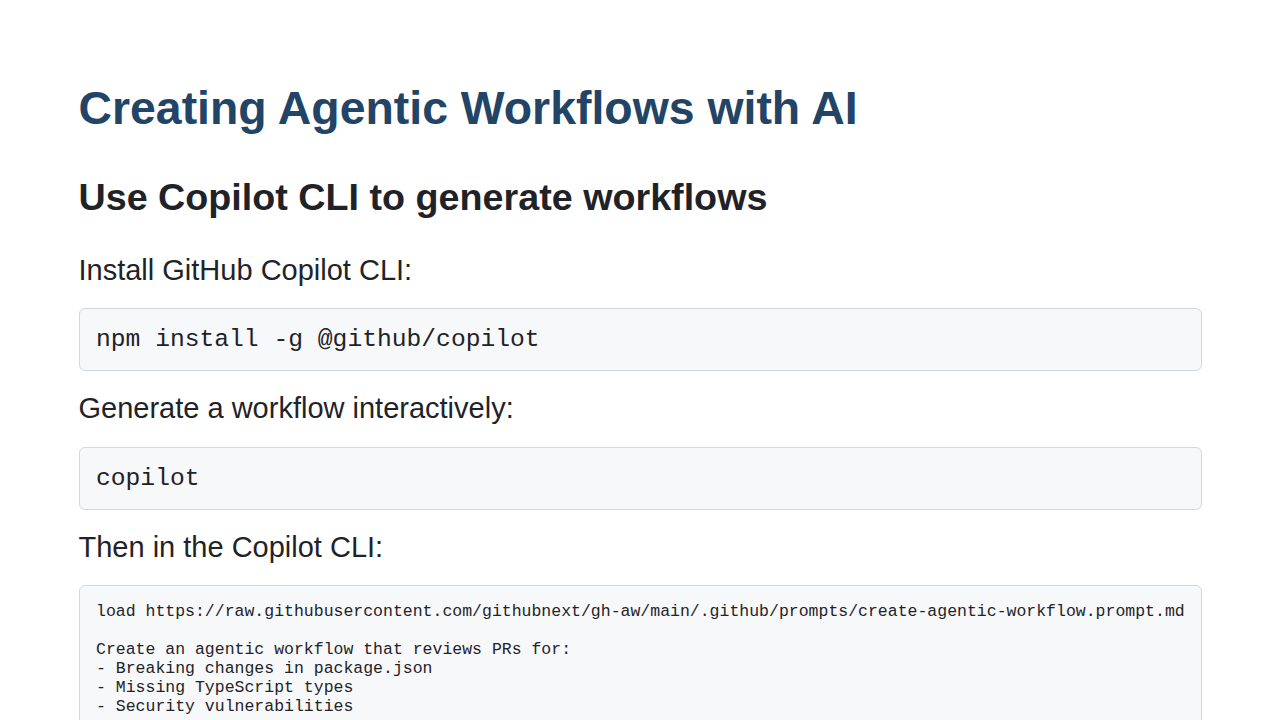 Creating Agentic Workflows with AI
Use Copilot CLI to generate workflows
Install GitHub Copilot CLI:
npm install -g @github/copilot
Generate a workflow interactively:
copilot
Then in the Copilot CLI:
load https://raw.githubusercontent.com/githubnext/gh-aw/main/.github/prompts/create-agentic-workflow.prompt.md
Create an agentic workflow that reviews PRs for:
- Breaking changes in package.json
- Missing TypeScript types
- Security vulnerabilities